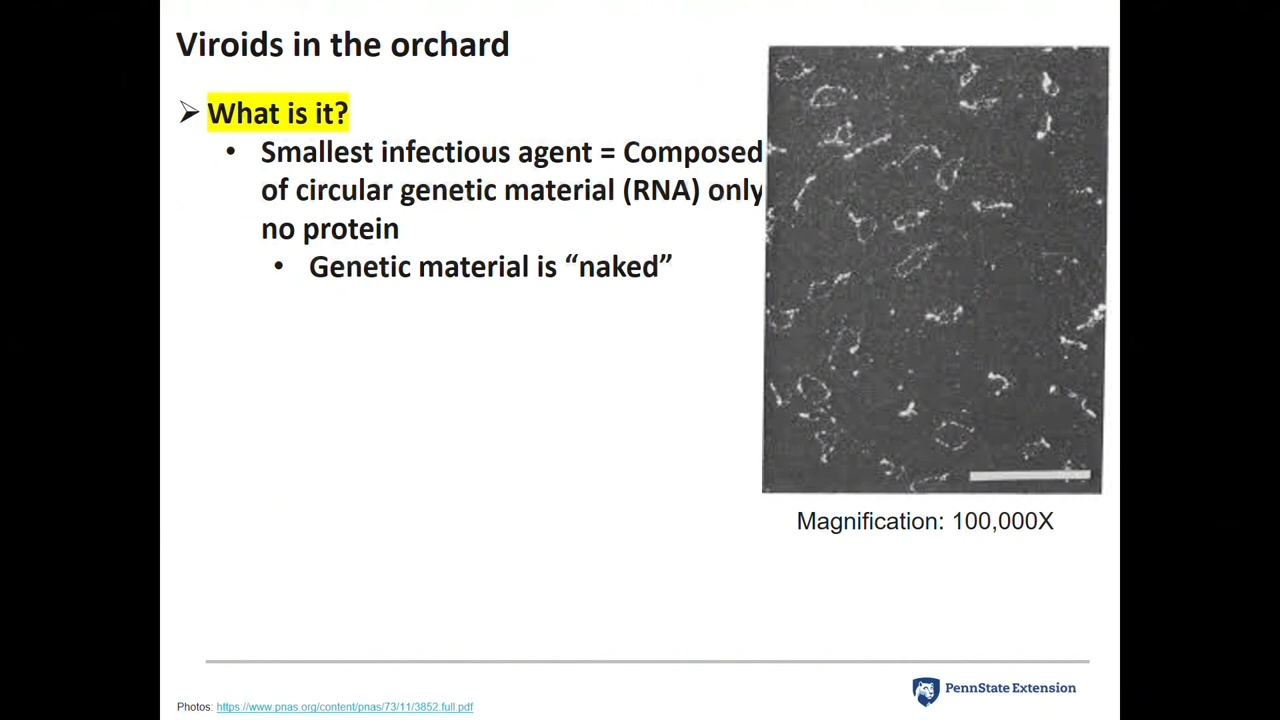 Viroids in the orchard
➢ What is it?
• Smallest infectious agent = Composed
of circular genetic material (RNA) only
no protein
• Genetic material is “naked”
Magnification: 100,000X
PennState Extension
Photos: https://www.pnas.org/content/pnas/73/11/3852.full.pdf